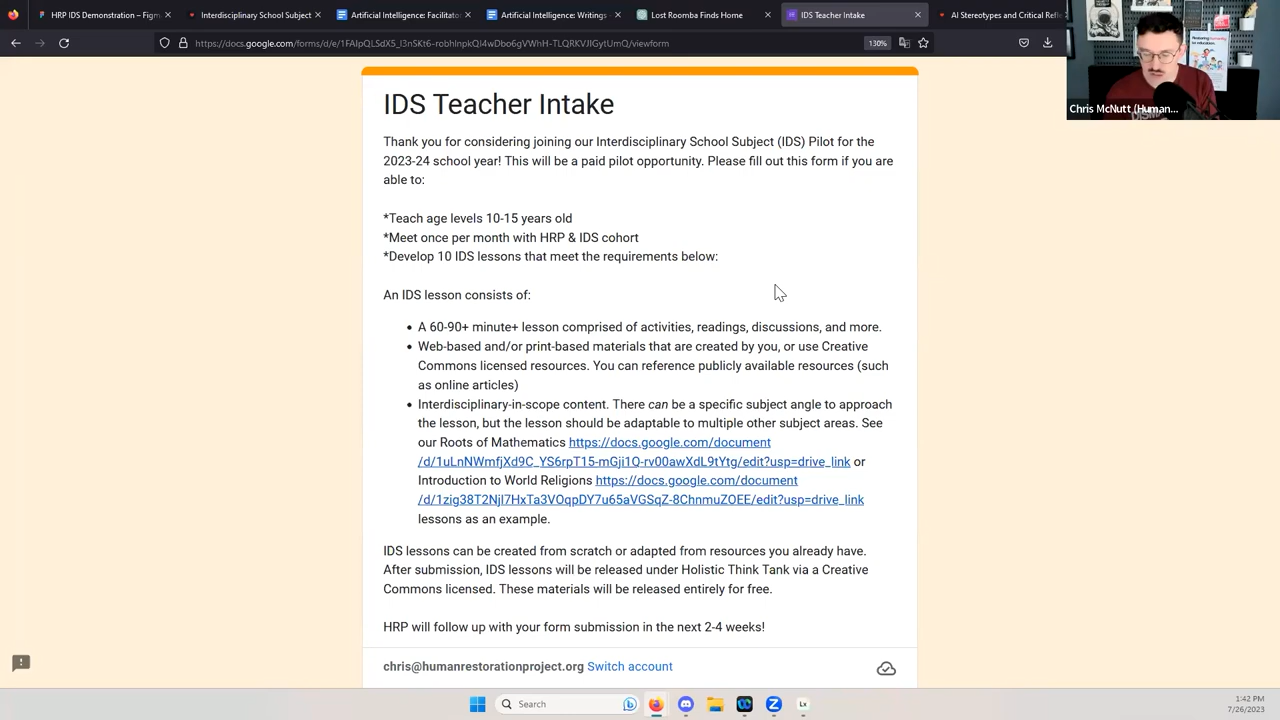 HRP IDS Demonstration – Figm
Interdisciplinary School Subject
Artificial Intelligence: Facilitat
Artificial Intelligence: Writings
Lost Roomba Finds Home
IDS Teacher Intake
AI Stereotypes and Critical Refle
130%
IDS Teacher Intake
Thank you for considering joining our Interdisciplinary School Subject (IDS) Pilot for the
2023-24 school year! This will be a paid pilot opportunity. Please fill out this form if you are
able to:
*Teach age levels 10-15 years old
*Meet once per month with HRP & IDS cohort
*Develop 10 IDS lessons that meet the requirements below:
An IDS lesson consists of:
• A 60-90+ minute+ lesson comprised of activities, readings, discussions, and more.
• Web-based and/or print-based materials that are created by you, or use Creative
Commons licensed resources. You can reference publicly available resources (such
as online articles)
• Interdisciplinary-in-scope content. There can be a specific subject angle to approach
the lesson, but the lesson should be adaptable to multiple other subject areas. See
our Roots of Mathematics https://docs.google.com/document
/d/1uLnNWmfjXd9C_YS6rpT15-mGji1Q-rv00awXdL9tYtg/edit?usp=drive_link or
Introduction to World Religions https://docs.google.com/document
/d/1zig38T2Njl7HxTa3VOqpDY7u65aVGSqZ-8ChnmuZOEE/edit?usp=drive_link
lessons as an example.
IDS lessons can be created from scratch or adapted from resources you already have.
After submission, IDS lessons will be released under Holistic Think Tank via a Creative
Commons licensed. These materials will be released entirely for free.
HRP will follow up with your form submission in the next 2-4 weeks!
chris@humanrestorationproject.org Switch account
Chris McNutt (Human...
Search
1:42 PM
7/26/2023